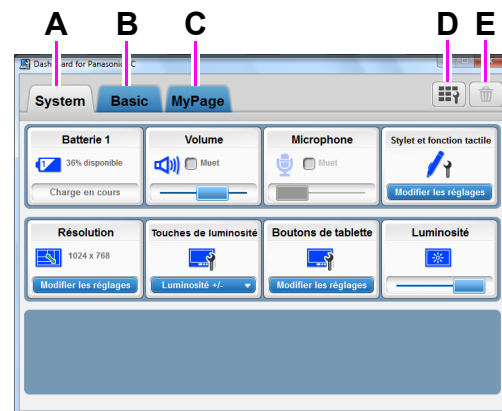 A B C D E
Dashboard for Panasonic PC
System Basic MyPage
Batterie 1 Volume Microphone Stylet et fonction tactile
1 36% disponible Muet Muet
Charge en cours Modifier les réglages
Résolution Touches de luminosité Boutons de tablette Luminosité
1024 x 768
Modifier les réglages Luminosité +/- Modifier les réglages